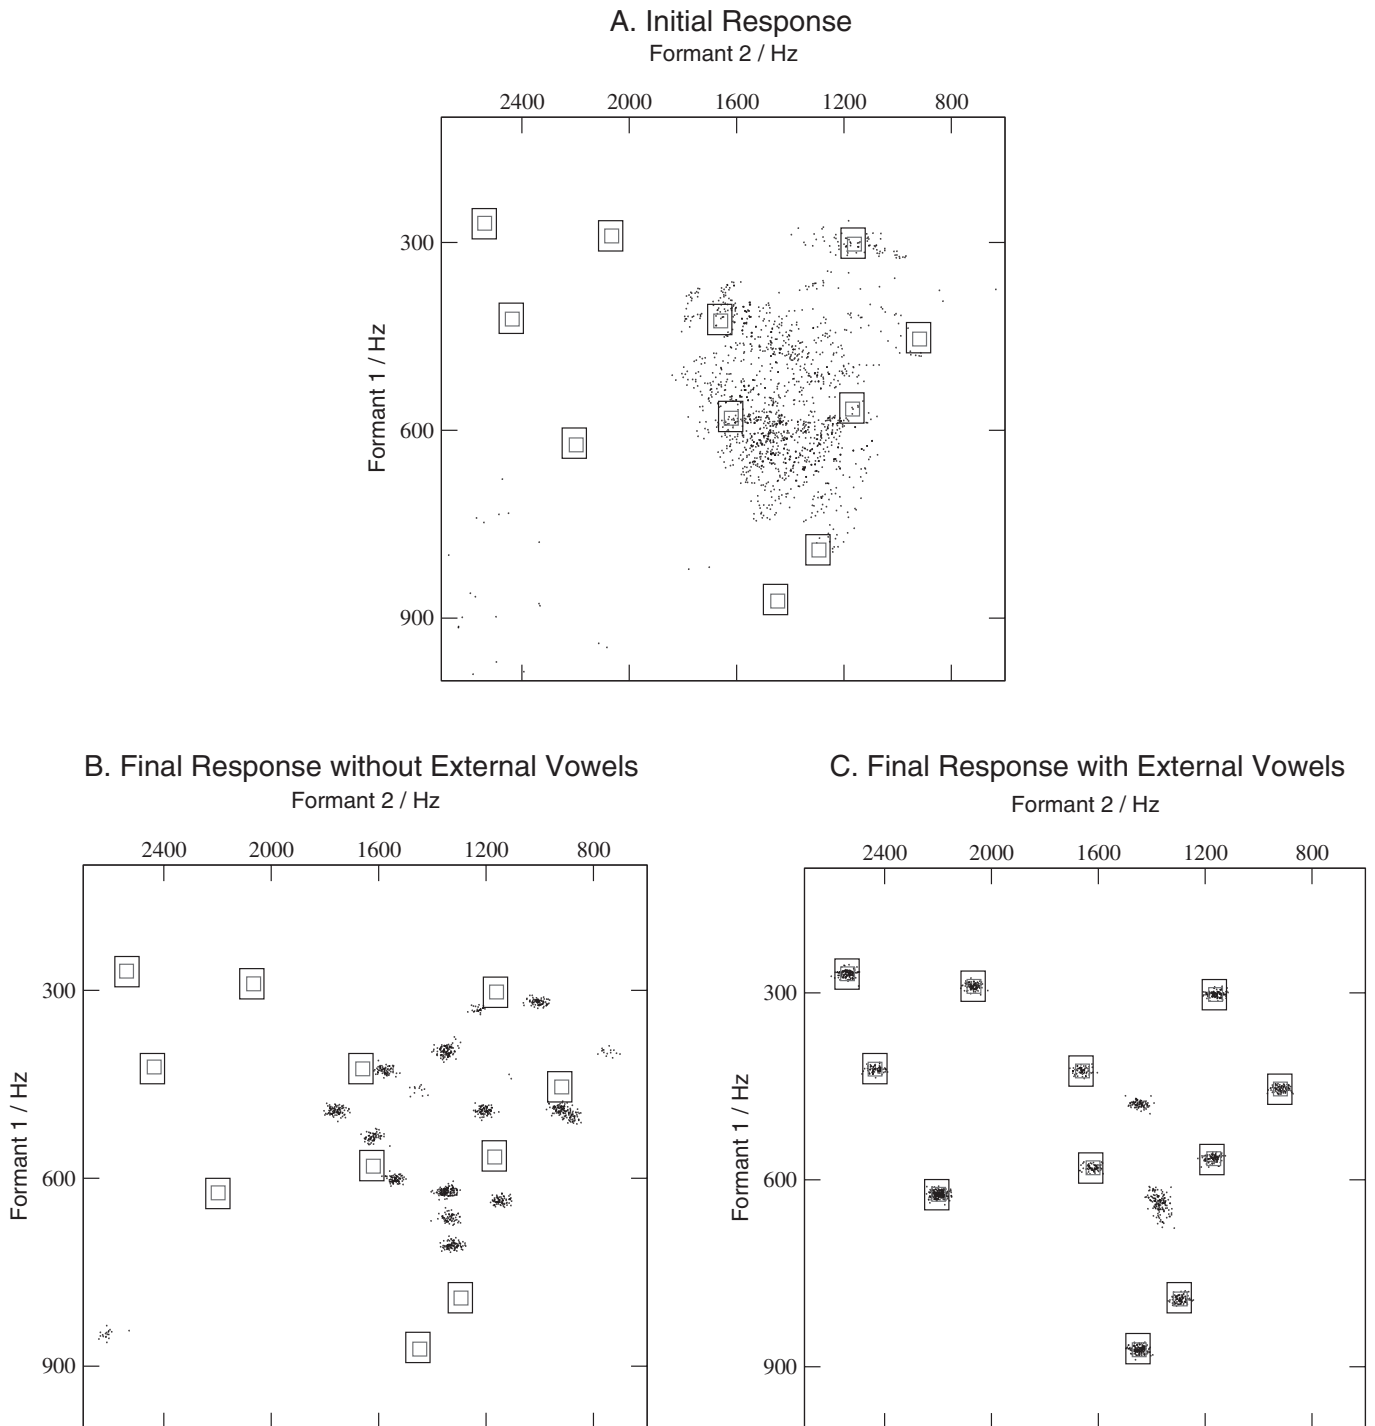 A. Initial Response
Formant 2 / Hz
2400 2000 1600 1200 800
300
600
900
Formant 1 / Hz
B. Final Response without External Vowels
Formant 2 / Hz
2400 2000 1600 1200 800
300
600
900
Formant 1 / Hz
C. Final Response with External Vowels
Formant 2 / Hz
2400 2000 1600 1200 800
300
600
900
Formant 1 / Hz